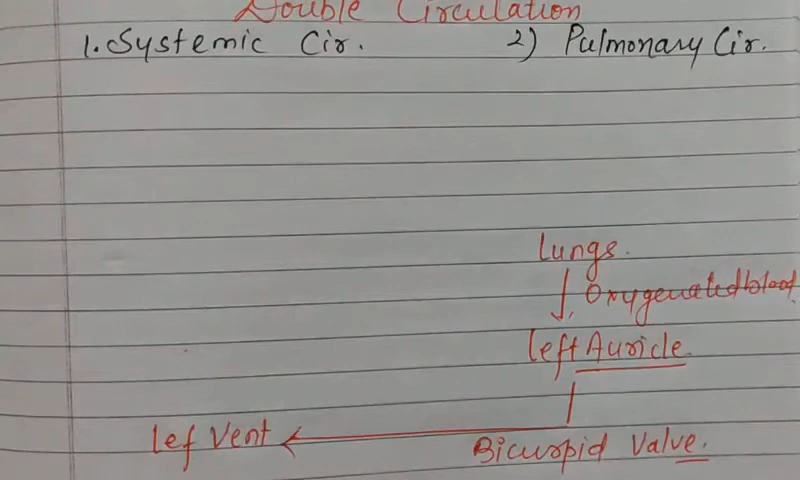 Double Circulation
1. Systemic Cir. 2) Pulmonary Cir.
Lungs.
Oxygenated blood
left Auricle
Lef Vent
Bicuspid Valve.